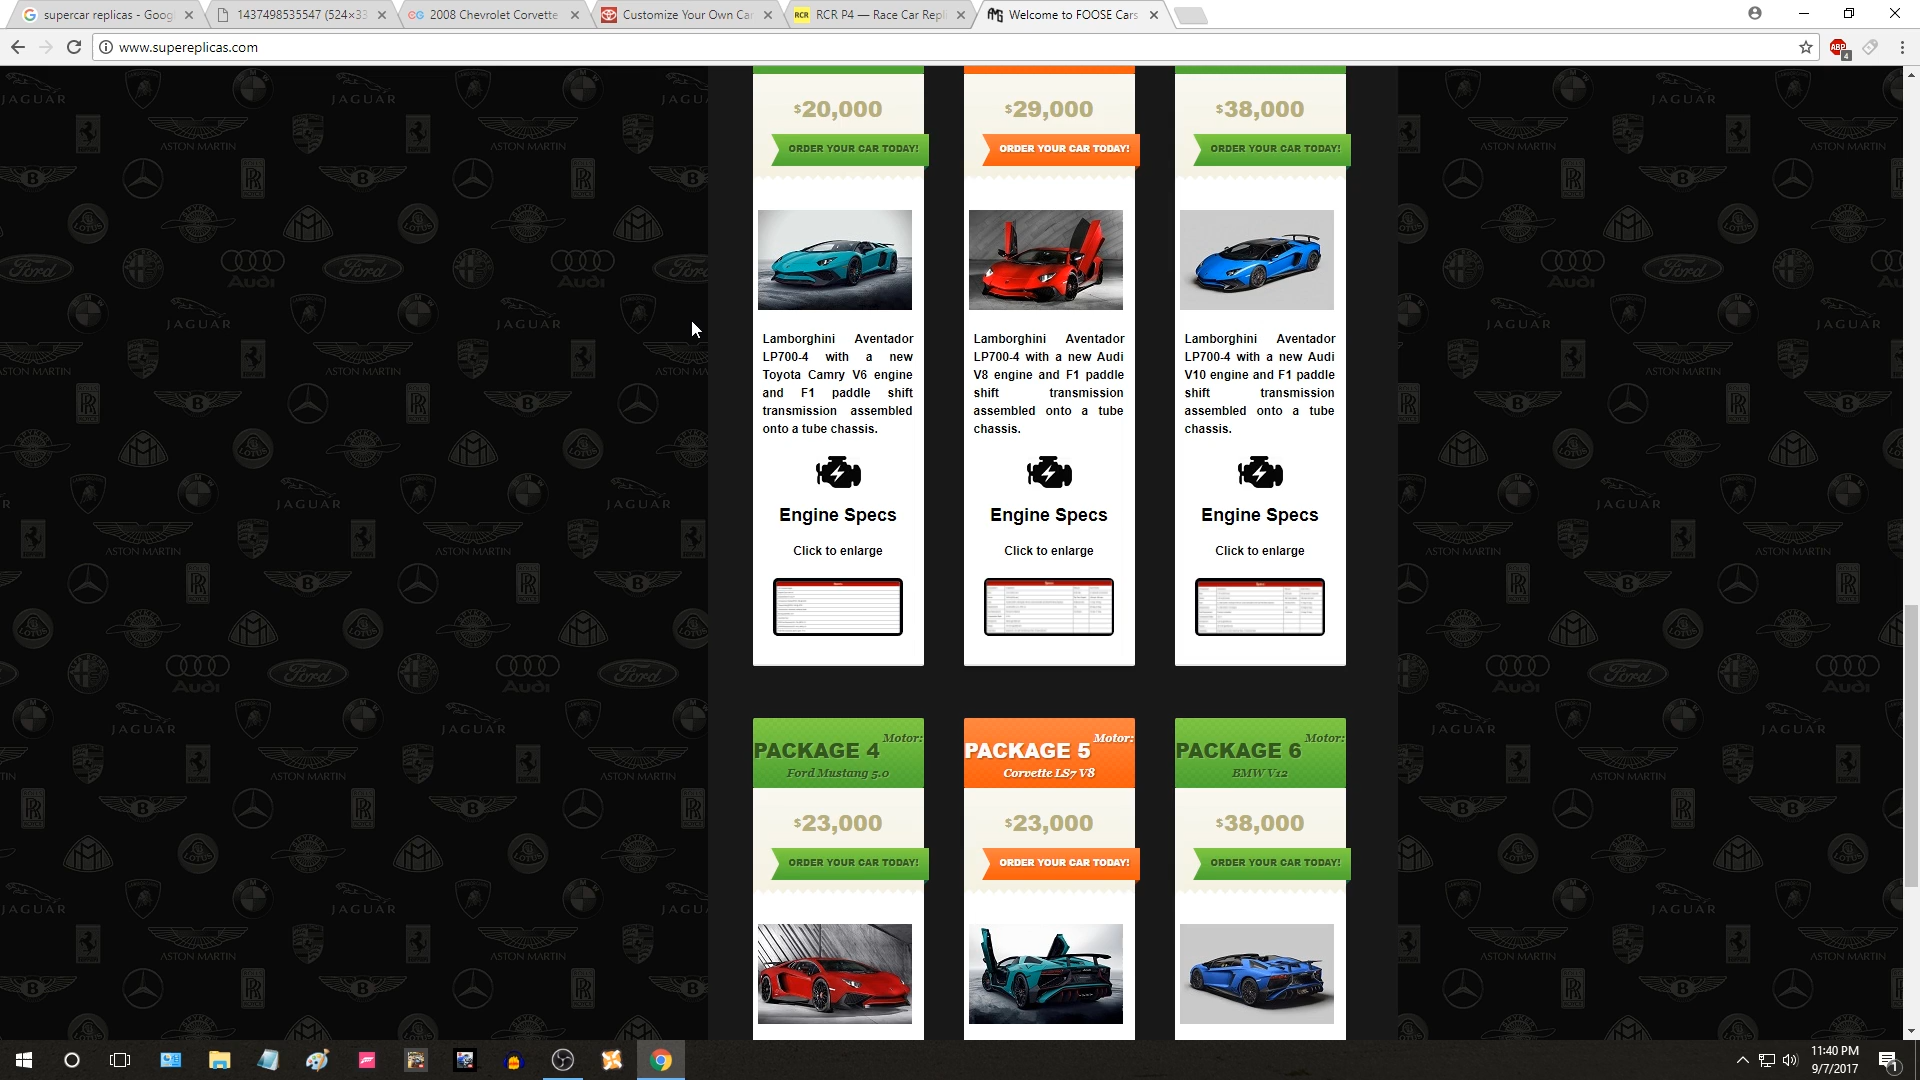 supercar replicas - Goog
1437498535547 (524×33
2008 Chevrolet Corvette
Customize Your Own Car
RCR P4 — Race Car Repl
Welcome to FOOSE Cars
www.supereplicas.com
ABP
4
$20,000
$29,000
$38,000
ORDER YOUR CAR TODAY!
ORDER YOUR CAR TODAY!
ORDER YOUR CAR TODAY!
Lamborghini Aventador
LP700-4 with a new
Toyota Camry V6 engine
and F1 paddle shift
transmission assembled
onto a tube chassis.
Lamborghini Aventador
LP700-4 with a new Audi
V8 engine and F1 paddle
shift transmission
assembled onto a tube
chassis.
Lamborghini Aventador
LP700-4 with a new Audi
V10 engine and F1 paddle
shift transmission
assembled onto a tube
chassis.
Engine Specs
Engine Specs
Engine Specs
Click to enlarge
Click to enlarge
Click to enlarge
Motor:
PACKAGE 4
Ford Mustang 5.0
Motor:
PACKAGE 5
Corvette LS7 V8
Motor:
PACKAGE 6
BMW V12
$23,000
$23,000
$38,000
ORDER YOUR CAR TODAY!
ORDER YOUR CAR TODAY!
ORDER YOUR CAR TODAY!
JAGUAR
ASTON MARTIN
Ford
Audi
11:40 PM
9/7/2017
1